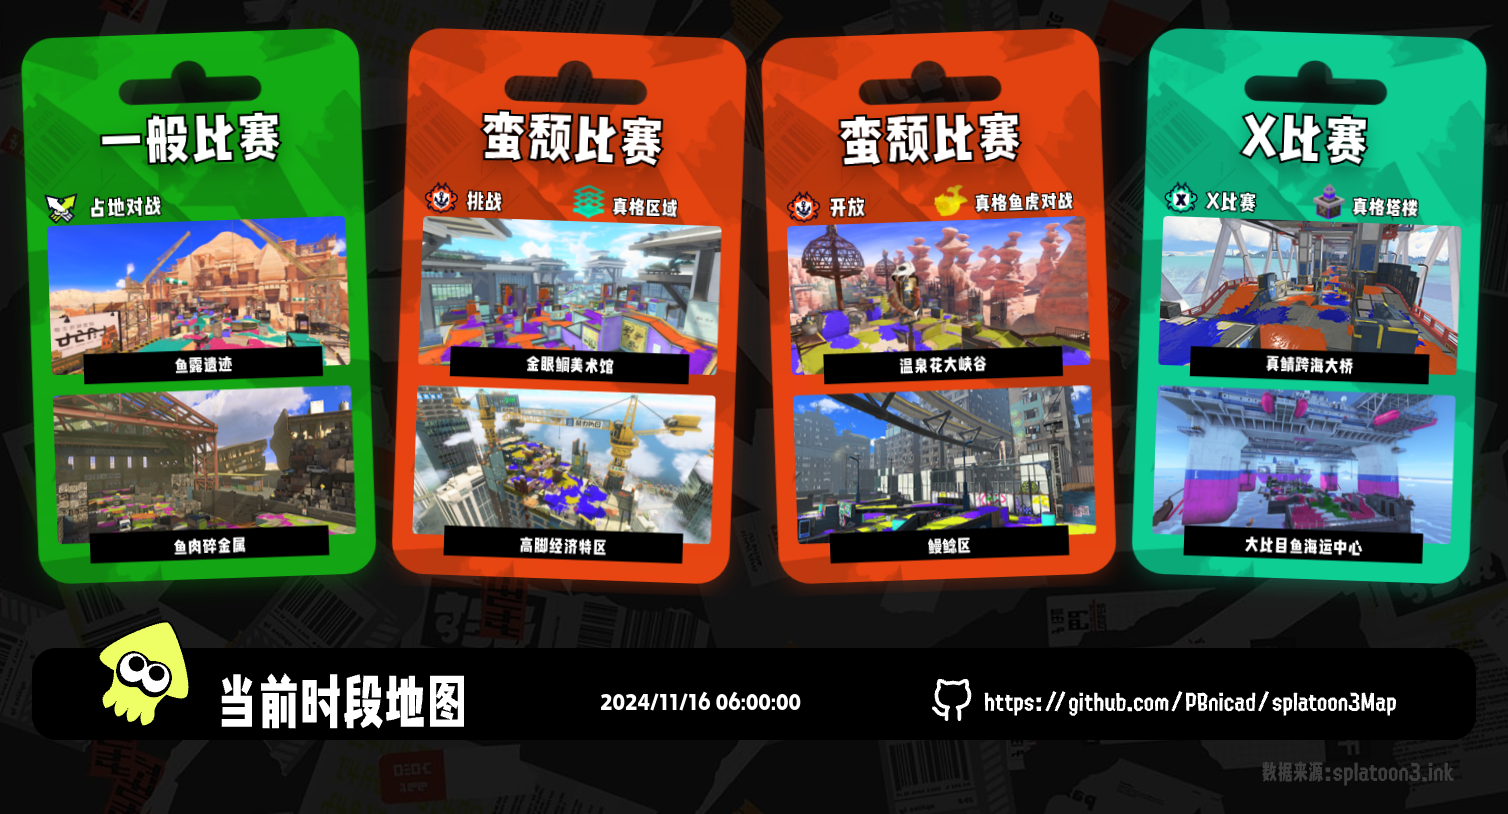 一般比赛
占地对战
鱼露遗迹
鱼肉碎金属
蛮颓比赛
挑战
真格区域
金眼鲷美术馆
高脚经济特区
蛮颓比赛
开放
真格鱼虎对战
温泉花大峡谷
鳗鲶区
X比赛
X比赛
真格塔楼
真鲭跨海大桥
大比目鱼海运中心
当前时段地图
2024/11/16 06:00:00
https://github.com/PBnicad/splatoon3Map
数据来源:splatoon3.ink